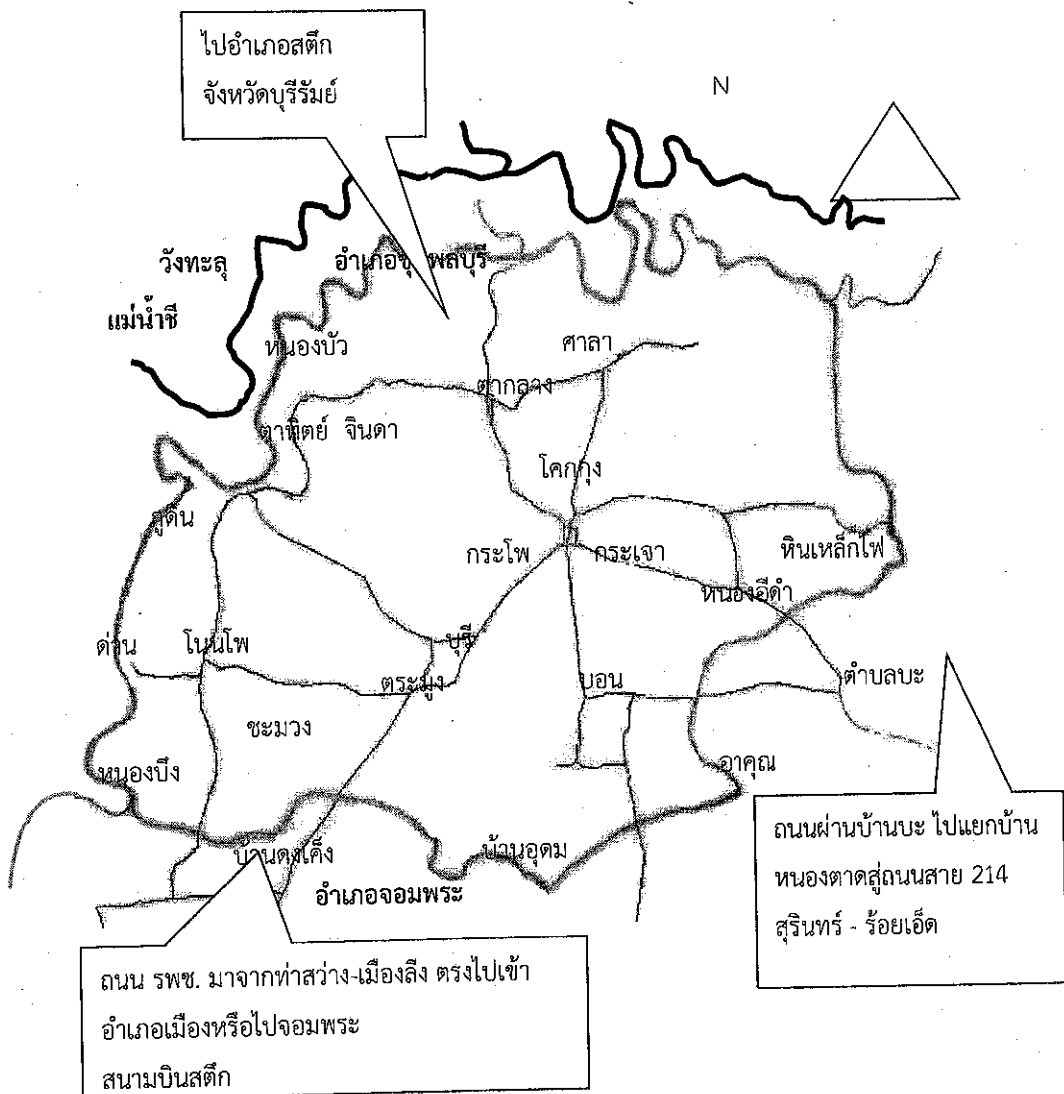 ไปอำเภอสตึก
จังหวัดบุรีรัมย์
N
วังทะลุ
อำเภอชุมพลบุรี
แม่น้ำชี
หนองบัว
ศาลา
ตากลาง
ตาทิตย์ จินดา
โคกกุง
ภูดิน
กระโพ
กระเจา
หินเหล็กไฟ
หนองอีดำ
ด่าน
โนนโพ
บุรี
ตระมูง
บอน
ตำบลบะ
ชะมวง
หนองบึง
อาคุณ
บ้านดงเค็ง
บ้านอุดม
อำเภอจอมพระ
ถนนผ่านบ้านบะ ไปแยกบ้าน
หนองตาดสู่ถนนสาย 214
สุรินทร์ - ร้อยเอ็ด
ถนน รพช. มาจากท่าสว่าง-เมืองลีง ตรงไปเข้า
อำเภอเมืองหรือไปจอมพระ
สนามบินสตึก